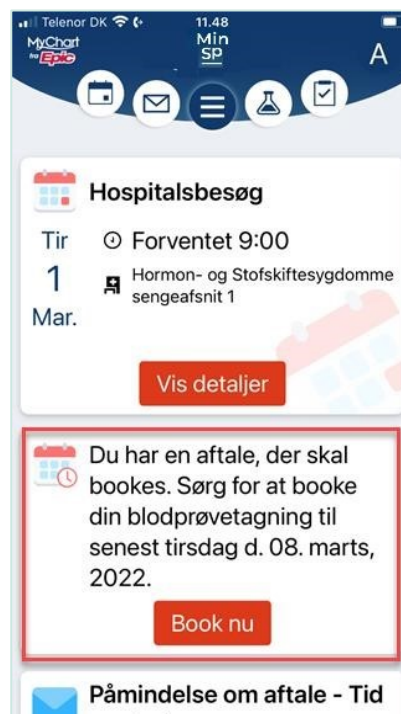 Telenor DK
11.48
MyChart
fra Epic
Min
SP
A
Hospitalsbesøg
Tir
1
Mar.
Forventet 9:00
Hormon- og Stofskiftesygdomme
sengeafsnit 1
Vis detaljer
Du har en aftale, der skal
bookes. Sørg for at booke
din blodprøvetagning til
senest tirsdag d. 08. marts,
2022.
Book nu
Påmindelse om aftale - Tid